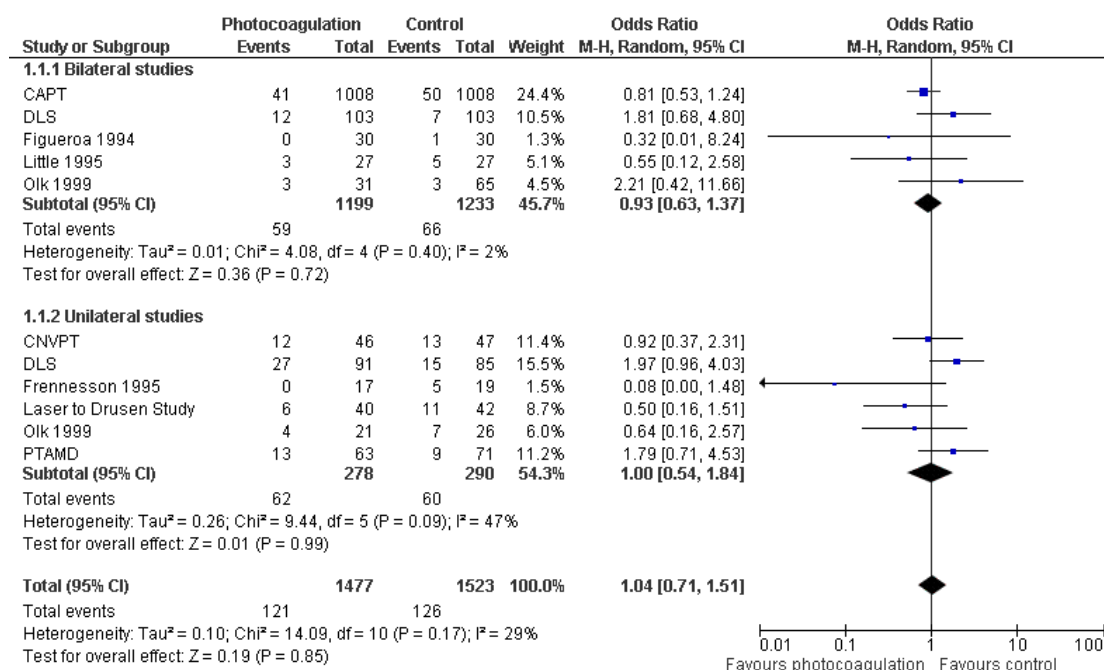 Photocoagulation Control Odds Ratio Odds Ratio
Study or Subgroup Events Total Events Total Weight M-H, Random, 95% CI M-H, Random, 95% CI
1.1.1 Bilateral studies
CAPT 41 1008 50 1008 24.4% 0.81 [0.53, 1.24]
DLS 12 103 7 103 10.5% 1.81 [0.68, 4.80]
Figueroa 1994 0 30 1 30 1.3% 0.32 [0.01, 8.24]
Little 1995 3 27 5 27 5.1% 0.55 [0.12, 2.58]
Olk 1999 3 31 3 65 4.5% 2.21 [0.42, 11.66]
Subtotal (95% CI) 1199 1233 45.7% 0.93 [0.63, 1.37]
Total events 59 66
Heterogeneity: Tau² = 0.01; Chi² = 4.08, df = 4 (P = 0.40); I² = 2%
Test for overall effect: Z = 0.36 (P = 0.72)
1.1.2 Unilateral studies
CNVPT 12 46 13 47 11.4% 0.92 [0.37, 2.31]
DLS 27 91 15 85 15.5% 1.97 [0.96, 4.03]
Frennesson 1995 0 17 5 19 1.5% 0.08 [0.00, 1.48]
Laser to Drusen Study 6 40 11 42 8.7% 0.50 [0.16, 1.51]
Olk 1999 4 21 7 26 6.0% 0.64 [0.16, 2.57]
PTAMD 13 63 9 71 11.2% 1.79 [0.71, 4.53]
Subtotal (95% CI) 278 290 54.3% 1.00 [0.54, 1.84]
Total events 62 60
Heterogeneity: Tau² = 0.26; Chi² = 9.44, df = 5 (P = 0.09); I² = 47%
Test for overall effect: Z = 0.01 (P = 0.99)
Total (95% CI) 1477 1523 100.0% 1.04 [0.71, 1.51]
Total events 121 126
Heterogeneity: Tau² = 0.10; Chi² = 14.09, df = 10 (P = 0.17); I² = 29%
Test for overall effect: Z = 0.19 (P = 0.85)
0.01 0.1 1 10 100
Favours photocoagulation Favours control